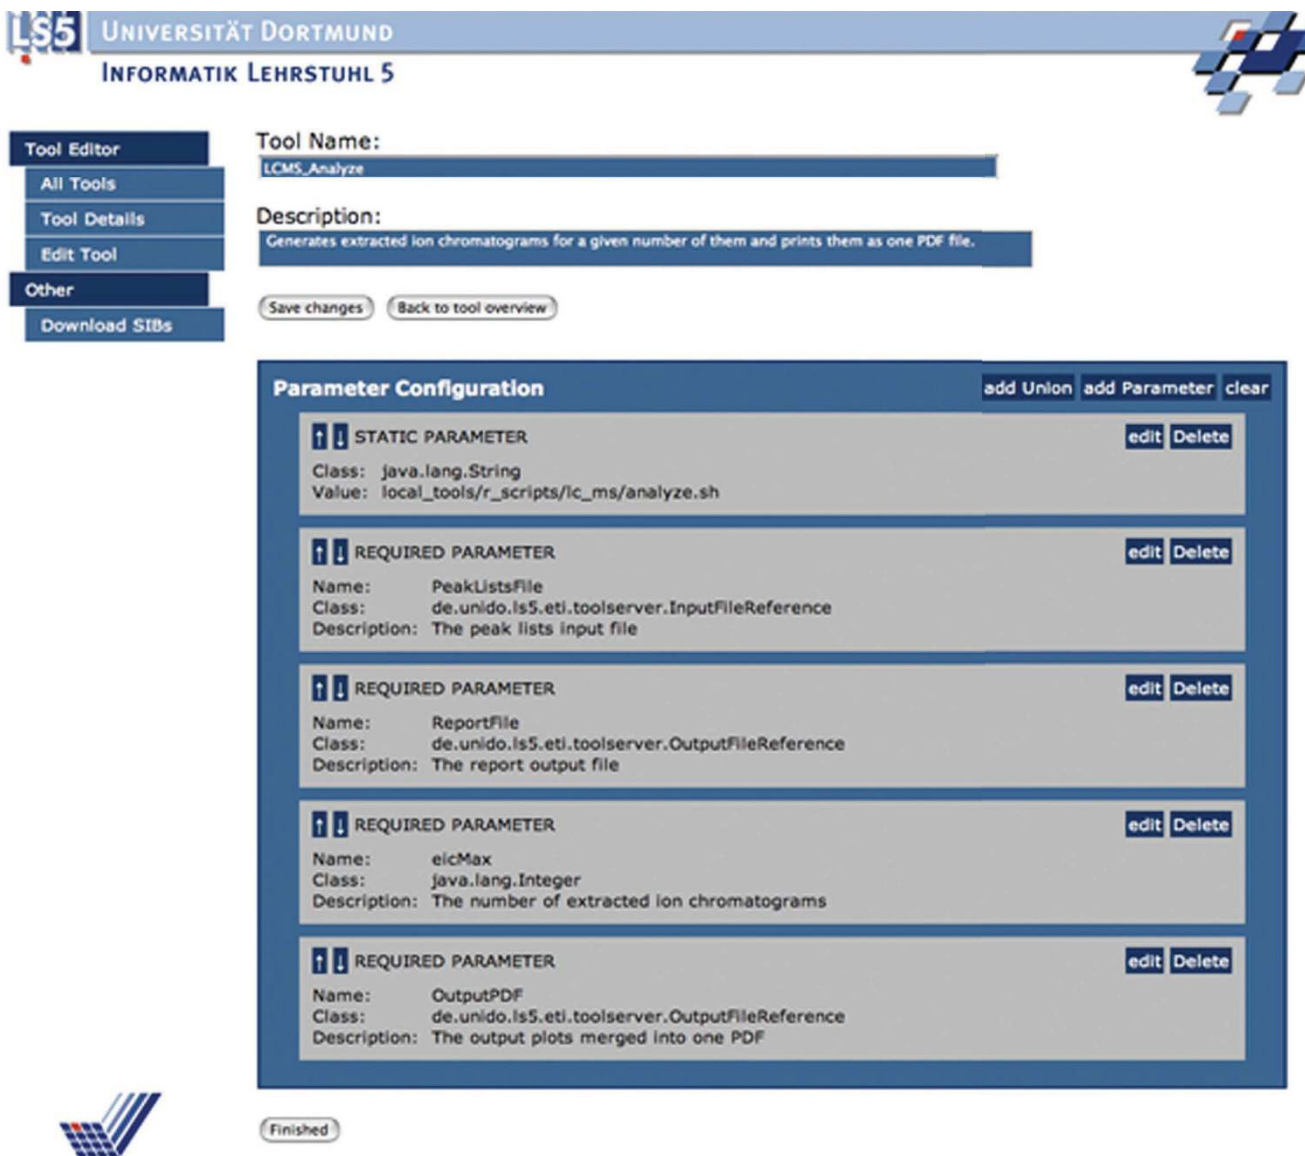 LS5 UNIVERSITÄT DORTMUND
INFORMATIK LEHRSTUHL 5
Tool Editor
All Tools
Tool Details
Edit Tool
Other
Download SIBs
Tool Name:
LCMS_Analyze
Description:
Generates extracted ion chromatograms for a given number of them and prints them as one PDF file.
Save changes Back to tool overview
Parameter Configuration add Union add Parameter clear
↑ ↓ STATIC PARAMETER edit Delete
Class: java.lang.String
Value: local_tools/r_scripts/lc_ms/analyze.sh
↑ ↓ REQUIRED PARAMETER edit Delete
Name: PeakListsFile
Class: de.unido.ls5.eti.toolserver.InputFileReference
Description: The peak lists input file
↑ ↓ REQUIRED PARAMETER edit Delete
Name: ReportFile
Class: de.unido.ls5.eti.toolserver.OutputFileReference
Description: The report output file
↑ ↓ REQUIRED PARAMETER edit Delete
Name: eicMax
Class: java.lang.Integer
Description: The number of extracted ion chromatograms
↑ ↓ REQUIRED PARAMETER edit Delete
Name: OutputPDF
Class: de.unido.ls5.eti.toolserver.OutputFileReference
Description: The output plots merged into one PDF
Finished